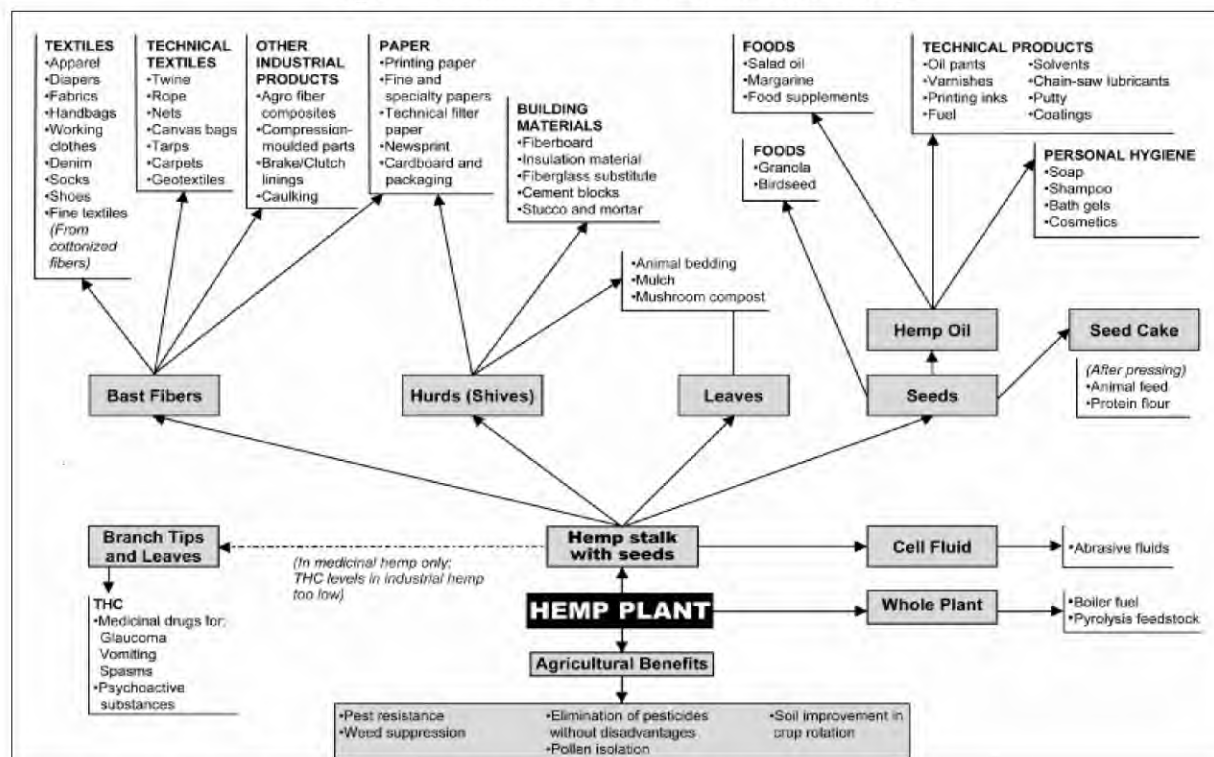 TEXTILES
•Apparel
•Diapers
•Fabrics
•Handbags
•Working
clothes
•Denim
•Socks
•Shoes
•Fine textiles
(From
cottonized
fibers)
TECHNICAL
TEXTILES
•Twine
•Rope
•Nets
•Canvas bags
•Tarps
•Carpets
•Geotextiles
OTHER
INDUSTRIAL
PRODUCTS
•Agro fiber
composites
•Compression-
moulded parts
•Brake/Clutch
linings
•Caulking
PAPER
•Printing paper
•Fine and
specialty papers
•Technical filter
paper
•Newsprint
•Cardboard and
packaging
BUILDING
MATERIALS
•Fiberboard
•Insulation material
•Fiberglass substitute
•Cement blocks
•Stucco and mortar
FOODS
•Salad oil
•Margarine
•Food supplements
FOODS
•Granola
•Birdseed
TECHNICAL PRODUCTS
•Oil pants
•Varnishes
•Printing inks
•Fuel
•Solvents
•Chain-saw lubricants
•Putty
•Coatings
PERSONAL HYGIENE
•Soap
•Shampoo
•Bath gels
•Cosmetics
•Animal bedding
•Mulch
•Mushroom compost
Hemp Oil
Seed Cake
(After pressing)
•Animal feed
•Protein flour
Bast Fibers
Hurds (Shives)
Leaves
Seeds
Branch Tips
and Leaves
(In medicinal hemp only;
THC levels in industrial hemp
too low)
Hemp stalk
with seeds
Cell Fluid
•Abrasive fluids
HEMP PLANT
Whole Plant
•Boiler fuel
•Pyrolysis feedstock
THC
•Medicinal drugs for:
Glaucoma
Vomiting
Spasms
•Psychoactive
substances
Agricultural Benefits
•Pest resistance
•Weed suppression
•Elimination of pesticides
without disadvantages
•Pollen isolation
•Soil improvement in
crop rotation